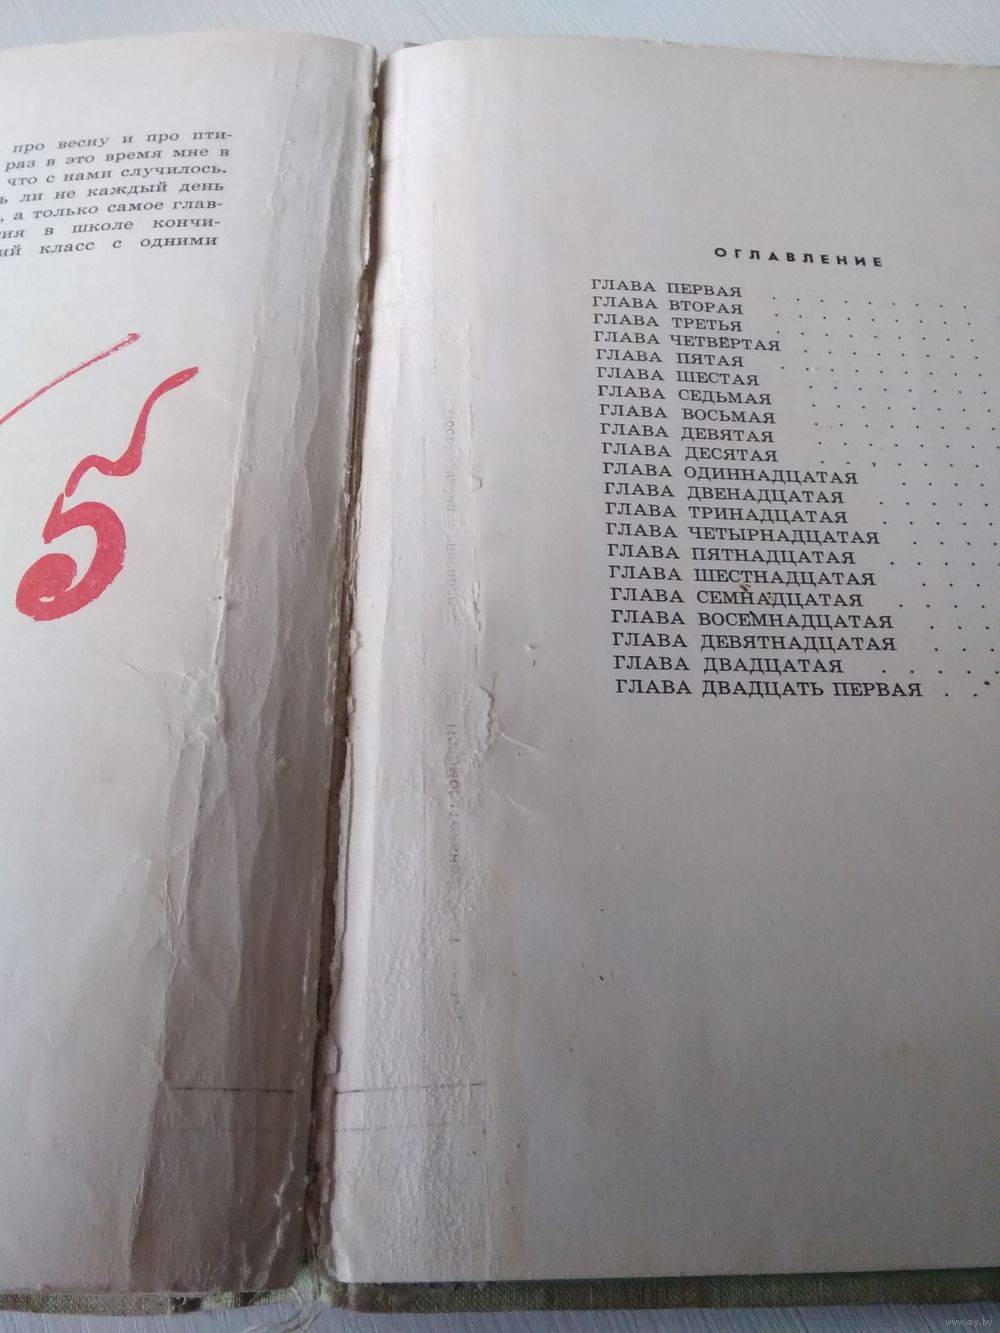 про весну и про пти-
раз в это время мне в
что с нами случилось.
ли не каждый день
, а только самое глав-
в школе кончи-
класс с одними
5
ОГЛАВЛЕНИЕ
ГЛАВА ПЕРВАЯ . . . . . . . . .
ГЛАВА ВТОРАЯ . . . . . . . . .
ГЛАВА ТРЕТЬЯ . . . . . . . . .
ГЛАВА ЧЕТВЁРТАЯ . . . . . . . .
ГЛАВА ПЯТАЯ . . . . . . . .
ГЛАВА ШЕСТАЯ . . . . . . . .
ГЛАВА СЕДЬМАЯ . . . . . . . .
ГЛАВА ВОСЬМАЯ . . . . . . . .
ГЛАВА ДЕВЯТАЯ . . . . . . . .
ГЛАВА ДЕСЯТАЯ . . . . . . . .
ГЛАВА ОДИННАДЦАТАЯ . . . .
ГЛАВА ДВЕНАДЦАТАЯ . . . . .
ГЛАВА ТРИНАДЦАТАЯ . . . . .
ГЛАВА ЧЕТЫРНАДЦАТАЯ . . . .
ГЛАВА ПЯТНАДЦАТАЯ . . . . .
ГЛАВА ШЕСТНАДЦАТАЯ . . . .
ГЛАВА СЕМНАДЦАТАЯ . . . . .
ГЛАВА ВОСЕМНАДЦАТАЯ . . .
ГЛАВА ДЕВЯТНАДЦАТАЯ . . .
ГЛАВА ДВАДЦАТАЯ . . . . .
ГЛАВА ДВАДЦАТЬ ПЕРВАЯ . .
www.ay.by